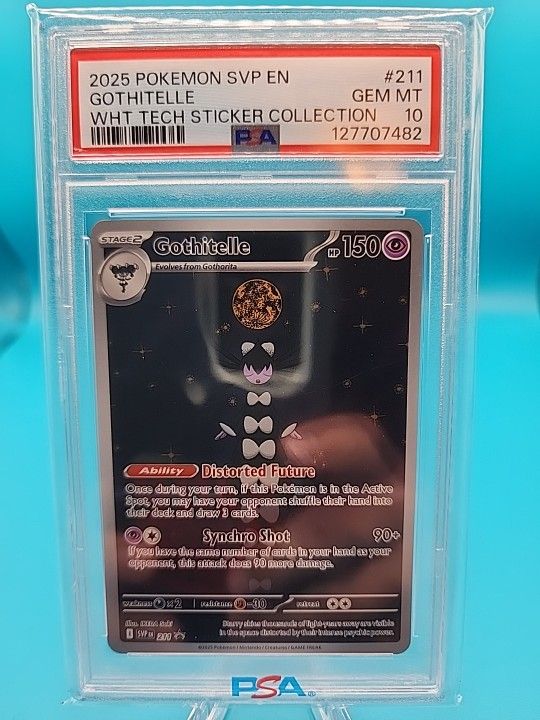 2025 POKEMON SVP EN #211
GOTHITELLE GEM MT
WHT TECH STICKER COLLECTION 10
PSA 127707482
STAGE2 Gothitelle HP 150
Evolves from Gothorita
Ability Distorted Future
Once during your turn, if this Pokémon is in the Active
Spot, you may have your opponent shuffle their hand into
their deck and draw 3 cards.
Synchro Shot 90+
If you have the same number of cards in your hand as your
opponent, this attack does 90 more damage.
weakness ×2 resistance -30 retreat
Illus. IKEDA Saki
Starry skies thousands of light-years away are visible
in the space distorted by their intense psychic power.
SVP EN 211
©2025 Pokémon / Nintendo / Creatures / GAME FREAK
PSA